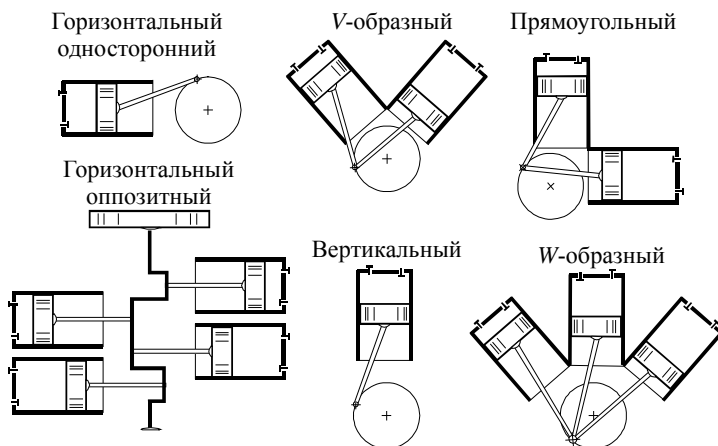 Горизонтальный
односторонний
V-образный
Прямоугольный
Горизонтальный
оппозитный
Вертикальный
W-образный